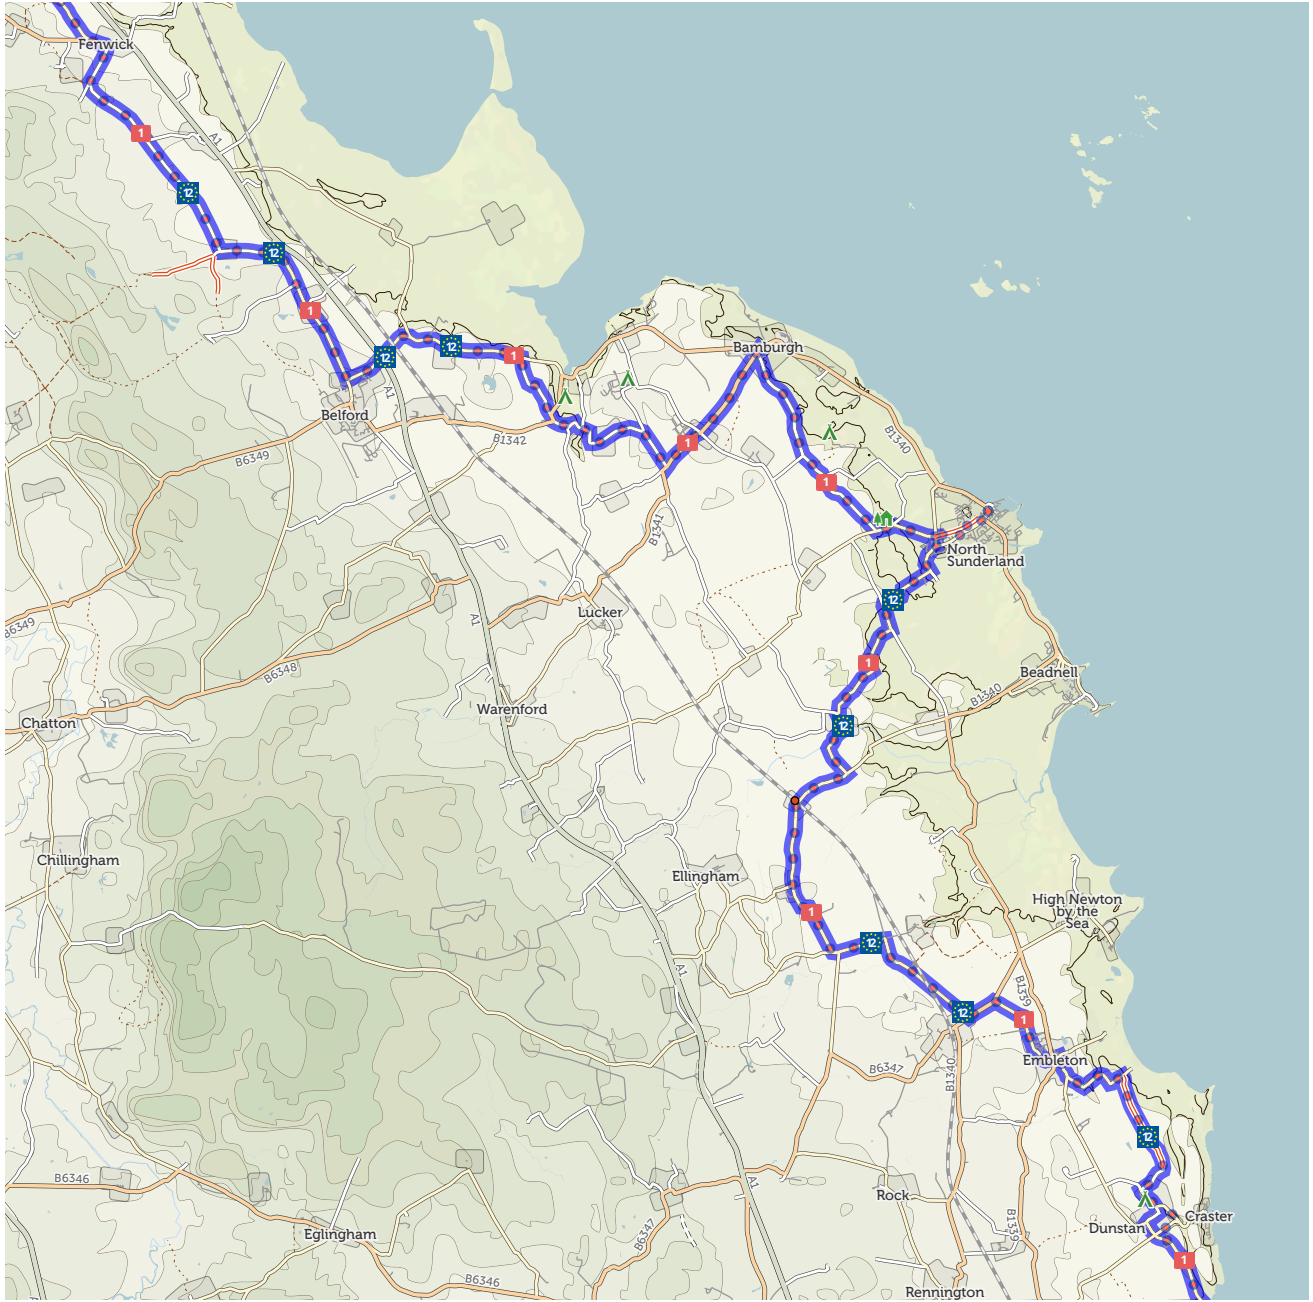 Fenwick
1
A1
12
12
1
12
12
1
Bamburgh
A1
Belford
B1342
1
B1340
B6349
1
B1341
North
Sunderland
12
Lucker
A1
B6349
1
B6348
Beadnell
B1340
Warenford
Chatton
12
Chillingham
Ellingham
High Newton
by the
Sea
1
12
A1
B1339
12
1
Embleton
B6347
B1340
12
B6346
A1
Rock
Craster
Dunstan
B1339
Eglingham
B6347
1
B6346
Rennington